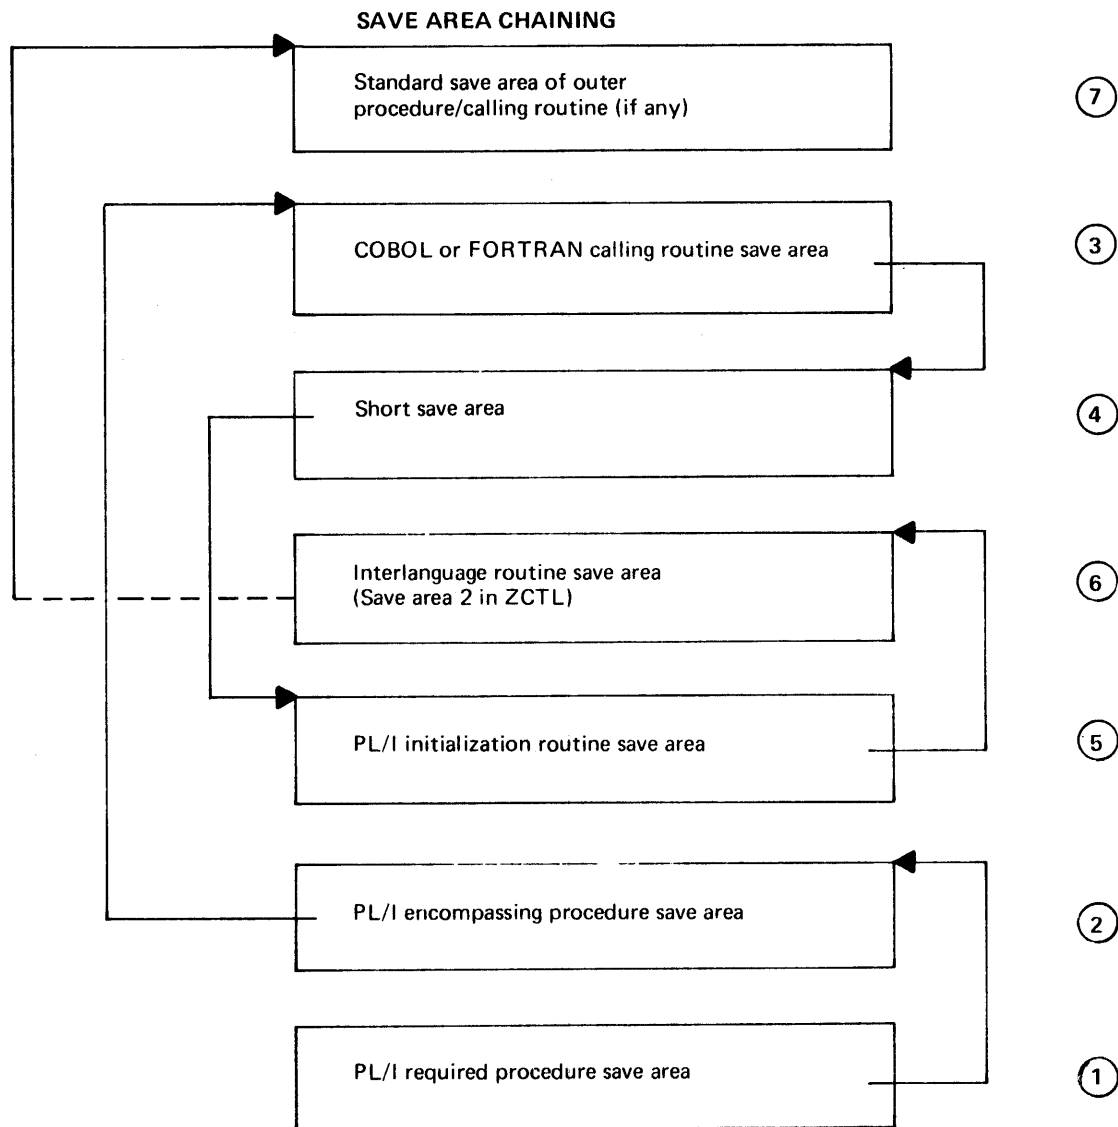 SAVE AREA CHAINING
Standard save area of outer
procedure/calling routine (if any)
7
COBOL or FORTRAN calling routine save area
3
Short save area
4
Interlanguage routine save area
(Save area 2 in ZCTL)
6
PL/I initialization routine save area
5
PL/I encompassing procedure save area
2
PL/I required procedure save area
1